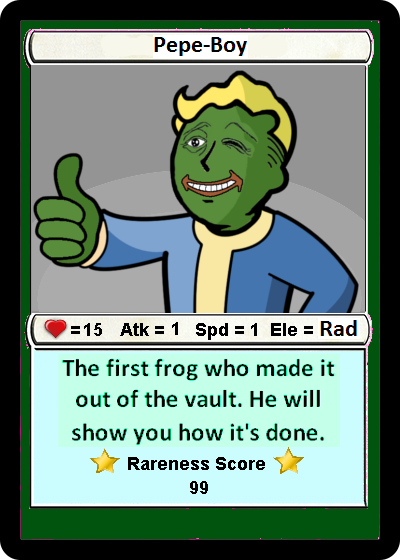 Pepe-Boy
=15 Atk = 1 Spd = 1 Ele = Rad
The first frog who made it
out of the vault. He will
show you how it's done.
Rareness Score
99